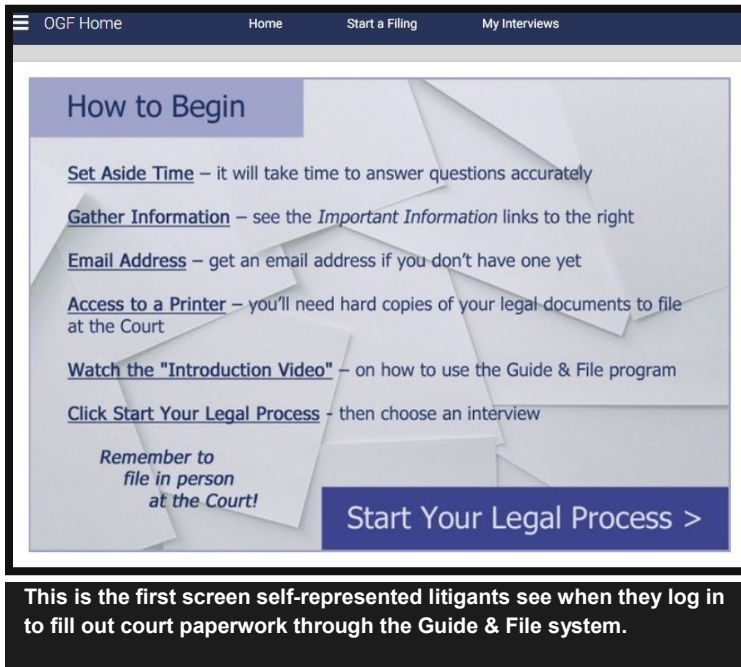 OGF Home Home Start a Filing My Interviews
How to Begin
Set Aside Time – it will take time to answer questions accurately
Gather Information – see the Important Information links to the right
Email Address – get an email address if you don't have one yet
Access to a Printer – you'll need hard copies of your legal documents to file
at the Court
Watch the "Introduction Video" – on how to use the Guide & File program
Click Start Your Legal Process - then choose an interview
Remember to
file in person
at the Court!
Start Your Legal Process >
This is the first screen self-represented litigants see when they log in
to fill out court paperwork through the Guide & File system.